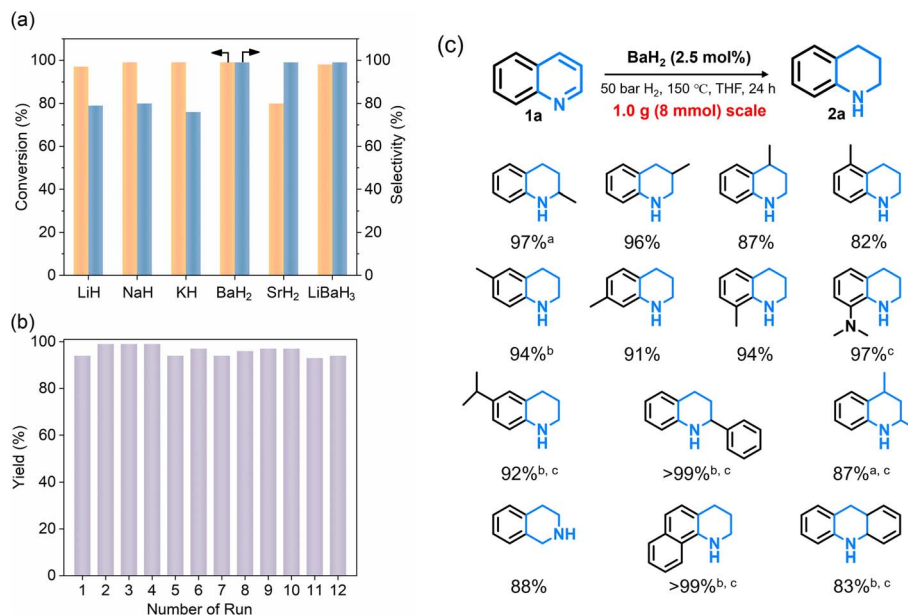 (a)
Conversion (%)
100
80
60
40
20
0
100
80
60
40
20
0
Selectivity (%)
LiH NaH KH BaH₂ SrH₂ LiBaH₃
(b)
Yield (%)
100
80
60
40
20
0
1 2 3 4 5 6 7 8 9 10 11 12
Number of Run
(c)
N
1a
BaH₂ (2.5 mol%)
50 bar H₂, 150 °C, THF, 24 h
1.0 g (8 mmol) scale
N
H
2a
N N N N
H H H H
97%ᵃ 96% 87% 82%
N N N N
H H H H
N
94%ᵇ 91% 94% 97%ᶜ
N N N
H H H
92%ᵇ, ᶜ >99%ᵇ, ᶜ 87%ᵃ, ᶜ
NH N N
H H
88% >99%ᵇ, ᶜ 83%ᵇ, ᶜ